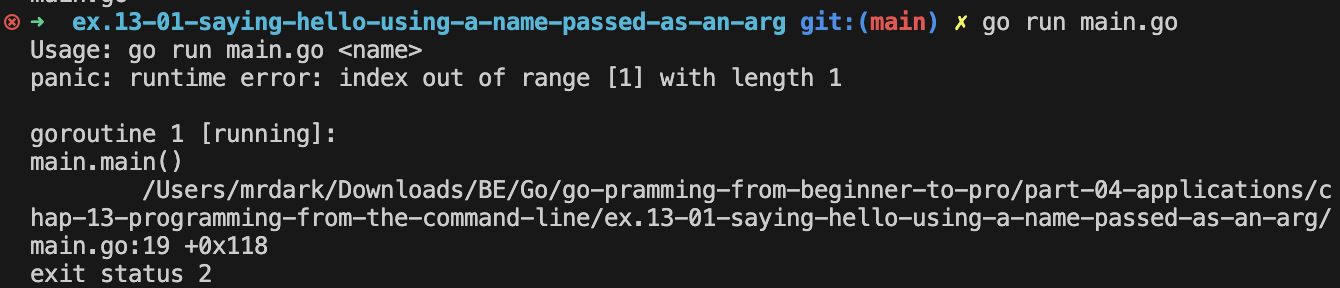 main.go
➜ ex.13-01-saying-hello-using-a-name-passed-as-an-arg git:(main) ✗ go run main.go
Usage: go run main.go <name>
panic: runtime error: index out of range [1] with length 1
goroutine 1 [running]:
main.main()
/Users/mrdark/Downloads/BE/Go/go-pramming-from-beginner-to-pro/part-04-applications/c
hap-13-programming-from-the-command-line/ex.13-01-saying-hello-using-a-name-passed-as-an-arg/
main.go:19 +0x118
exit status 2